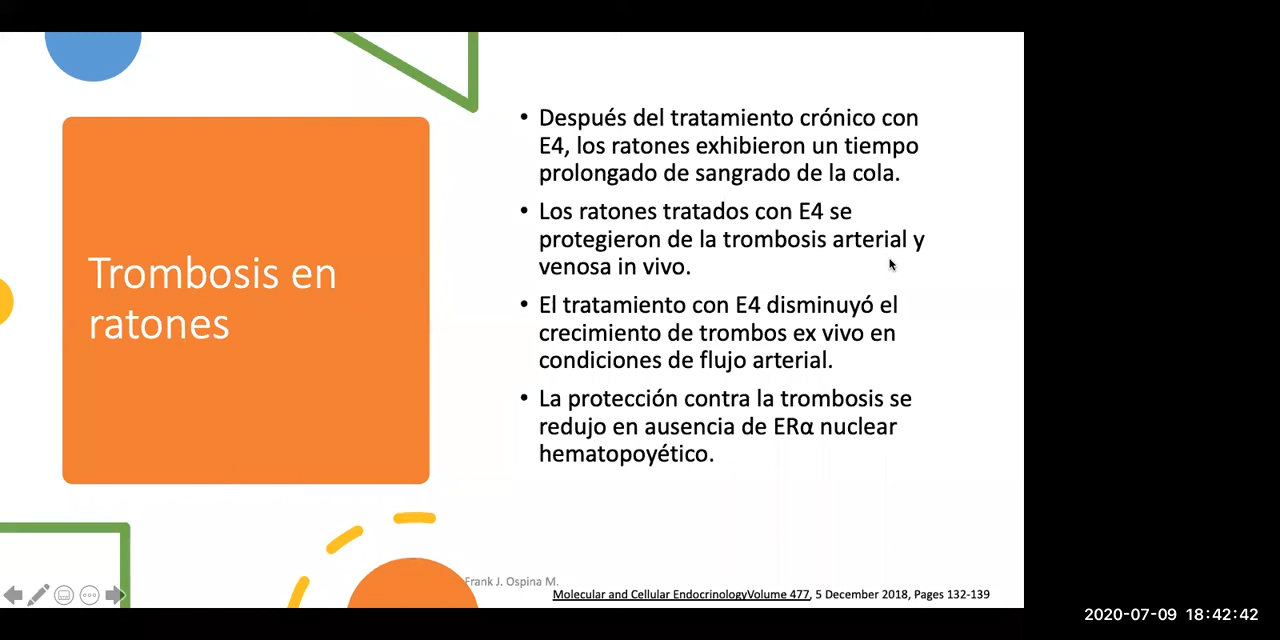 Trombosis en
ratones
• Después del tratamiento crónico con
E4, los ratones exhibieron un tiempo
prolongado de sangrado de la cola.
• Los ratones tratados con E4 se
protegieron de la trombosis arterial y
venosa in vivo.
• El tratamiento con E4 disminuyó el
crecimiento de trombos ex vivo en
condiciones de flujo arterial.
• La protección contra la trombosis se
redujo en ausencia de ERα nuclear
hematopoyético.
Frank J. Ospina M.
Molecular and Cellular EndocrinologyVolume 477, 5 December 2018, Pages 132-139
2020-07-09 18:42:42